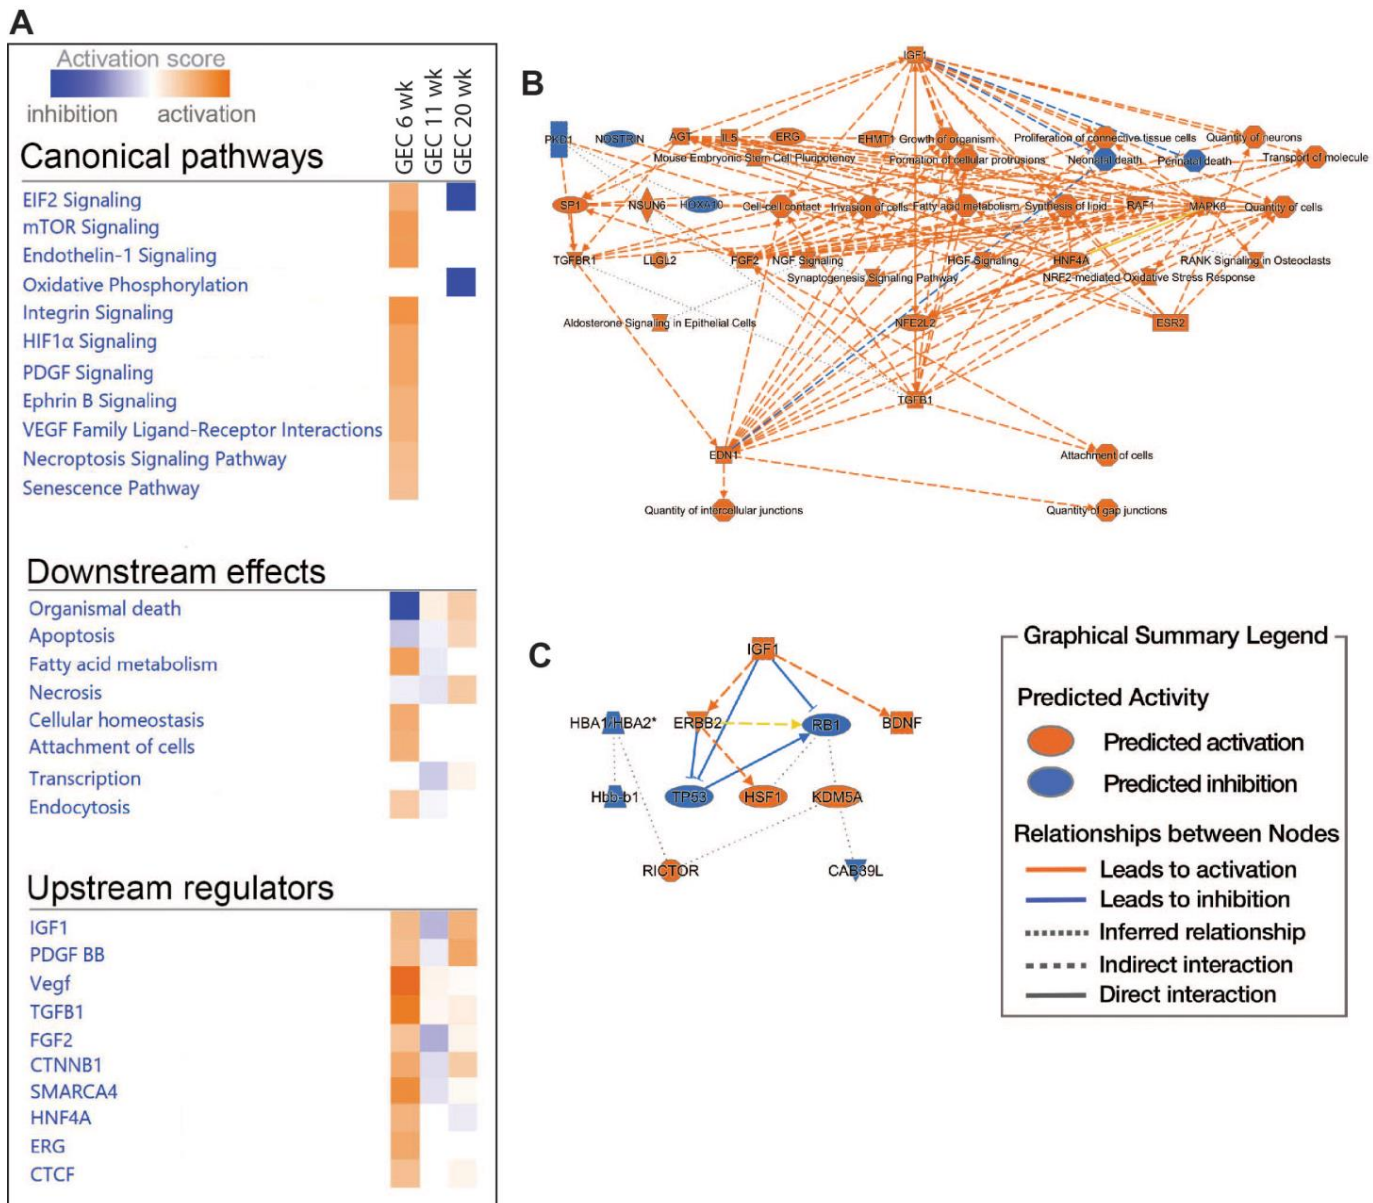 A
Activation score
inhibition
activation
GEC 6 wk
GEC 11 wk
GEC 20 wk
Canonical pathways
EIF2 Signaling
mTOR Signaling
Endothelin-1 Signaling
Oxidative Phosphorylation
Integrin Signaling
HIF1α Signaling
PDGF Signaling
Ephrin B Signaling
VEGF Family Ligand-Receptor Interactions
Necroptosis Signaling Pathway
Senescence Pathway
Downstream effects
Organismal death
Apoptosis
Fatty acid metabolism
Necrosis
Cellular homeostasis
Attachment of cells
Transcription
Endocytosis
Upstream regulators
IGF1
PDGF BB
Vegf
TGFB1
FGF2
CTNNB1
SMARCA4
HNF4A
ERG
CTCF
B
IGF1
PKD1 NOSTRIN AGT IL5 ERG EHMT1 Growth of organism Proliferation of connective tissue cells Quantity of neurons
Mouse Embryonic Stem Cell Pluripotency Formation of cellular protrusions Neonatal death Perinatal death Transport of molecule
SP1 NSUN6 HOXA10 Cell-cell contact Invasion of cells Fatty acid metabolism Synthesis of lipid RAF1 MAPK8 Quantity of cells
TGFBR1 LLGL2 FGF2 NGF Signaling HGF Signaling HNF4A RANK Signaling in Osteoclasts
Synaptogenesis Signaling Pathway NRF2-mediated Oxidative Stress Response
Aldosterone Signaling in Epithelial Cells NFE2L2 ESR2
TGFB1
EDN1 Attachment of cells
Quantity of intercellular junctions Quantity of gap junctions
C
IGF1
HBA1/HBA2* ERBB2 RB1 BDNF
Hbb-b1 TP53 HSF1 KDM5A
RICTOR CAB39L
Graphical Summary Legend
Predicted Activity
Predicted activation
Predicted inhibition
Relationships between Nodes
Leads to activation
Leads to inhibition
Inferred relationship
Indirect interaction
Direct interaction